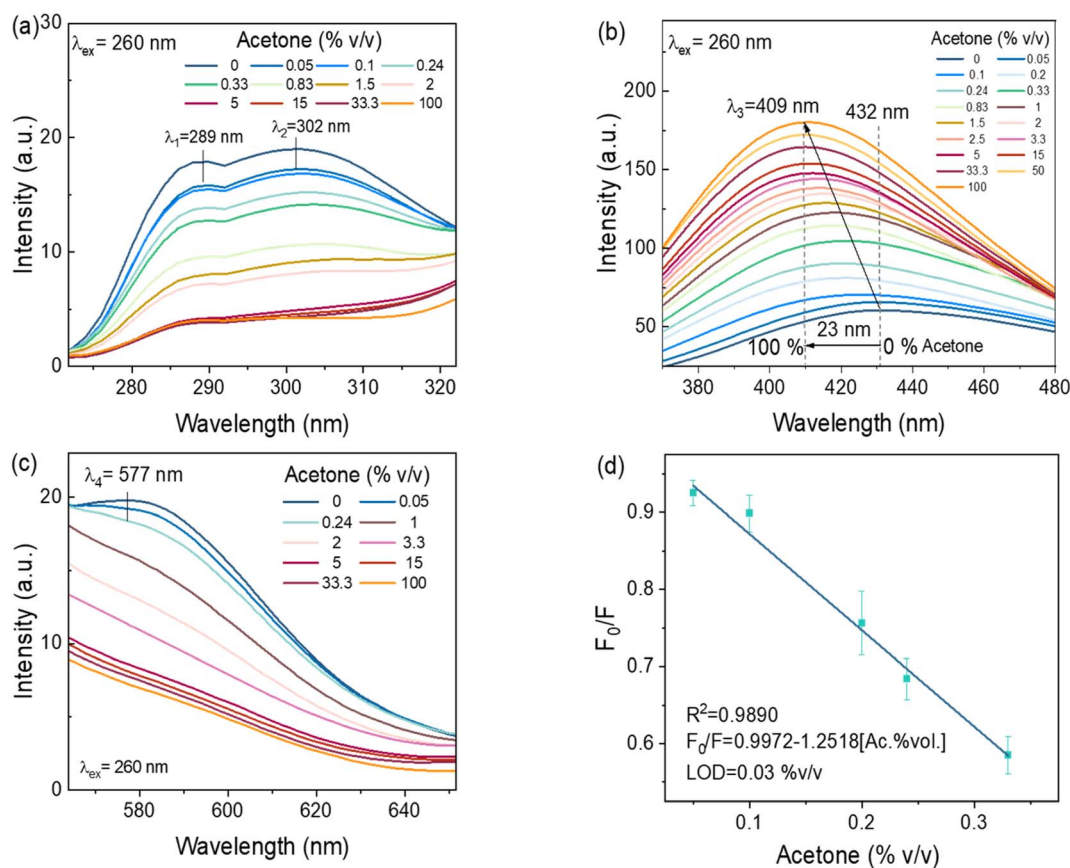 (a)
λex= 260 nm
Acetone (% v/v)
0 0.05 0.1 0.24
0.33 0.83 1.5 2
5 15 33.3 100
λ1=289 nm
λ2=302 nm
30
20
10
0
Intensity (a.u.)
280 290 300 310 320
Wavelength (nm)
(b)
λex= 260 nm
Acetone (% v/v)
0 0.05
0.1 0.2
0.24 0.33
0.83 1
1.5 2
2.5 3.3
5 15
33.3 50
100
λ3=409 nm
432 nm
23 nm
100 % 0 % Acetone
200
150
100
50
Intensity (a.u.)
380 400 420 440 460 480
Wavelength (nm)
(c)
λ4= 577 nm
Acetone (% v/v)
0 0.05
0.24 1
2 3.3
5 15
33.3 100
λex= 260 nm
20
10
0
Intensity (a.u.)
580 600 620 640
Wavelength (nm)
(d)
0.9
0.8
0.7
0.6
F0/F
R²=0.9890
F0/F=0.9972-1.2518[Ac.%vol.]
LOD=0.03 %v/v
0.1 0.2 0.3
Acetone (% v/v)